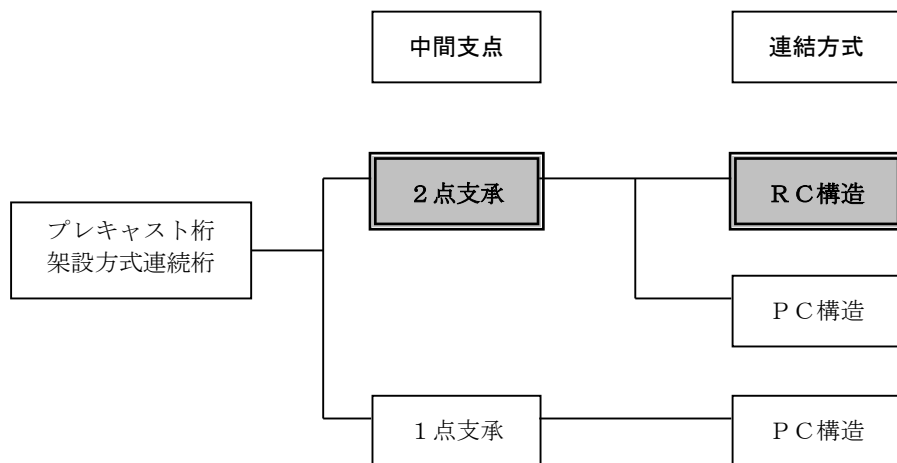 中間支点
連結方式
２点支承
ＲＣ構造
プレキャスト桁
架設方式連続桁
ＰＣ構造
１点支承
ＰＣ構造